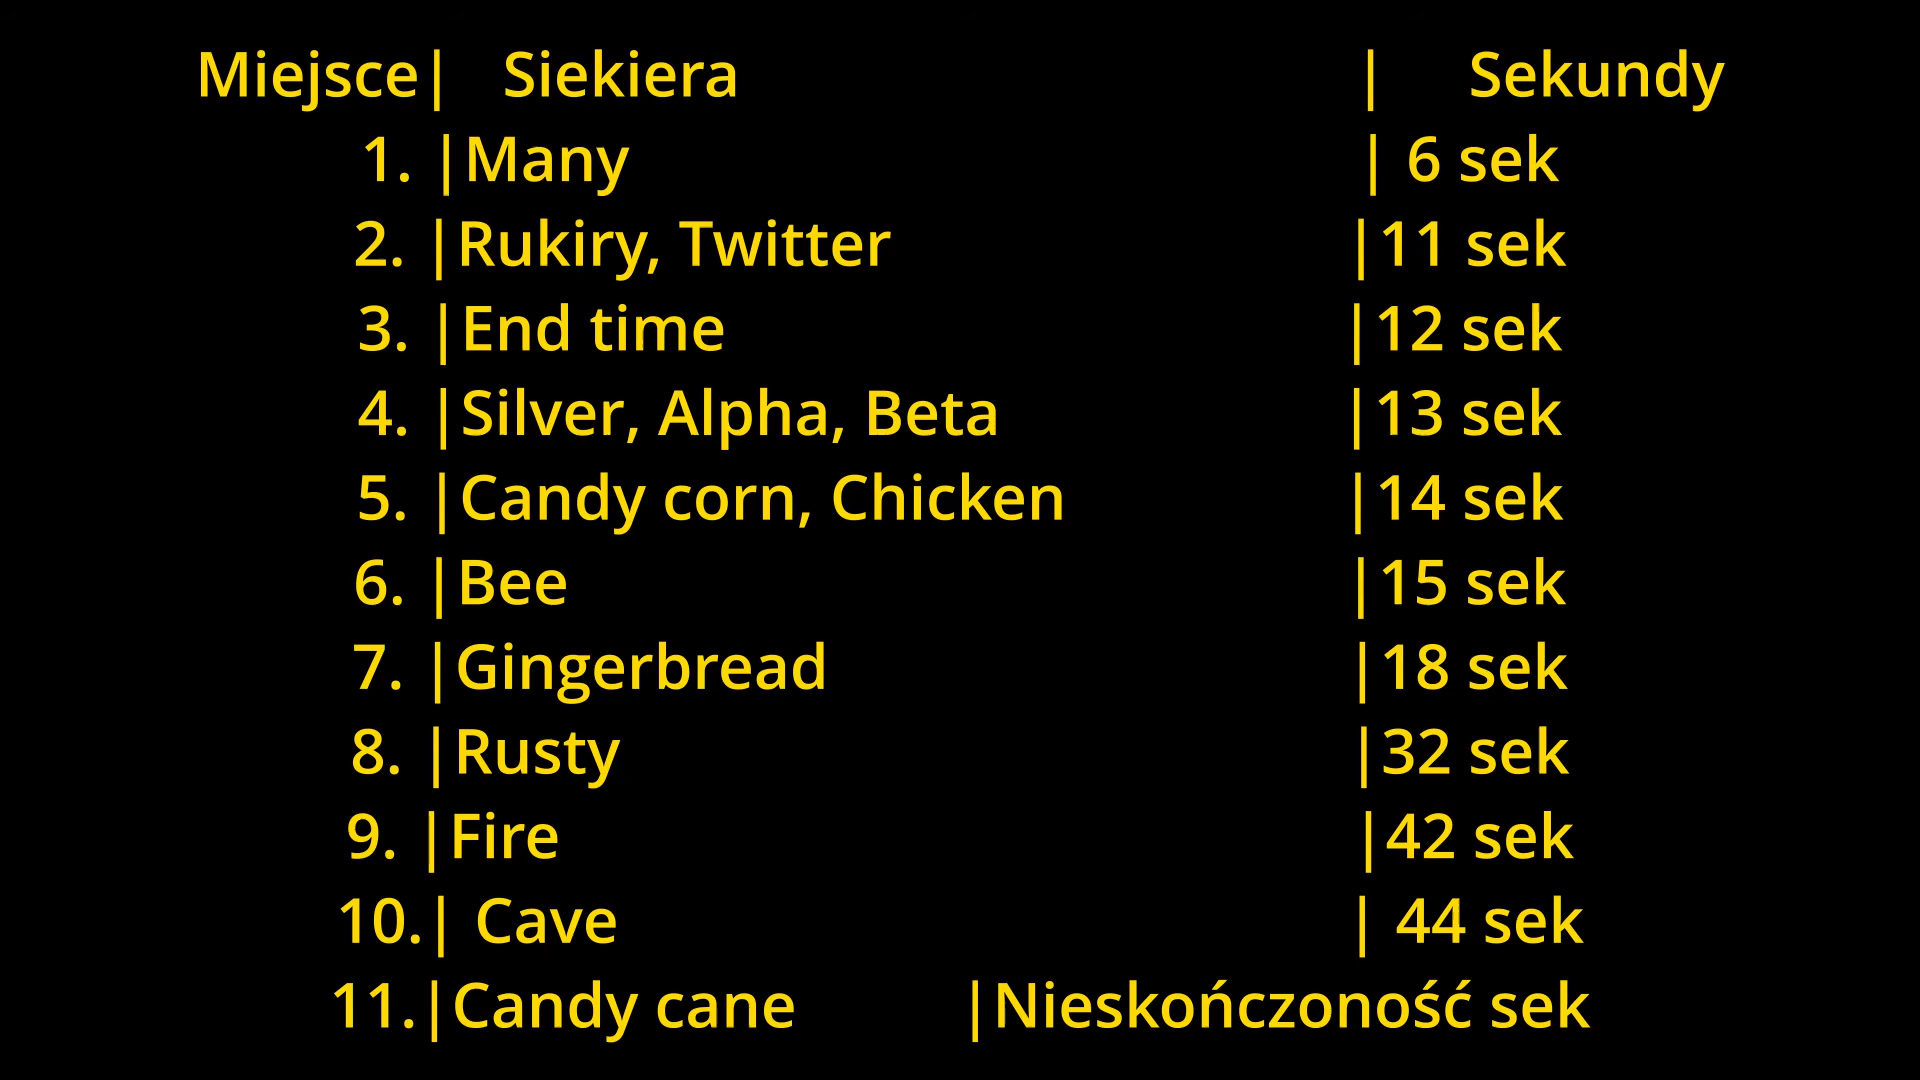 Miejsce| Siekiera | Sekundy
1. |Many | 6 sek
2. |Rukiry, Twitter |11 sek
3. |End time |12 sek
4. |Silver, Alpha, Beta |13 sek
5. |Candy corn, Chicken |14 sek
6. |Bee |15 sek
7. |Gingerbread |18 sek
8. |Rusty |32 sek
9. |Fire |42 sek
10.| Cave | 44 sek
11.|Candy cane |Nieskończoność sek